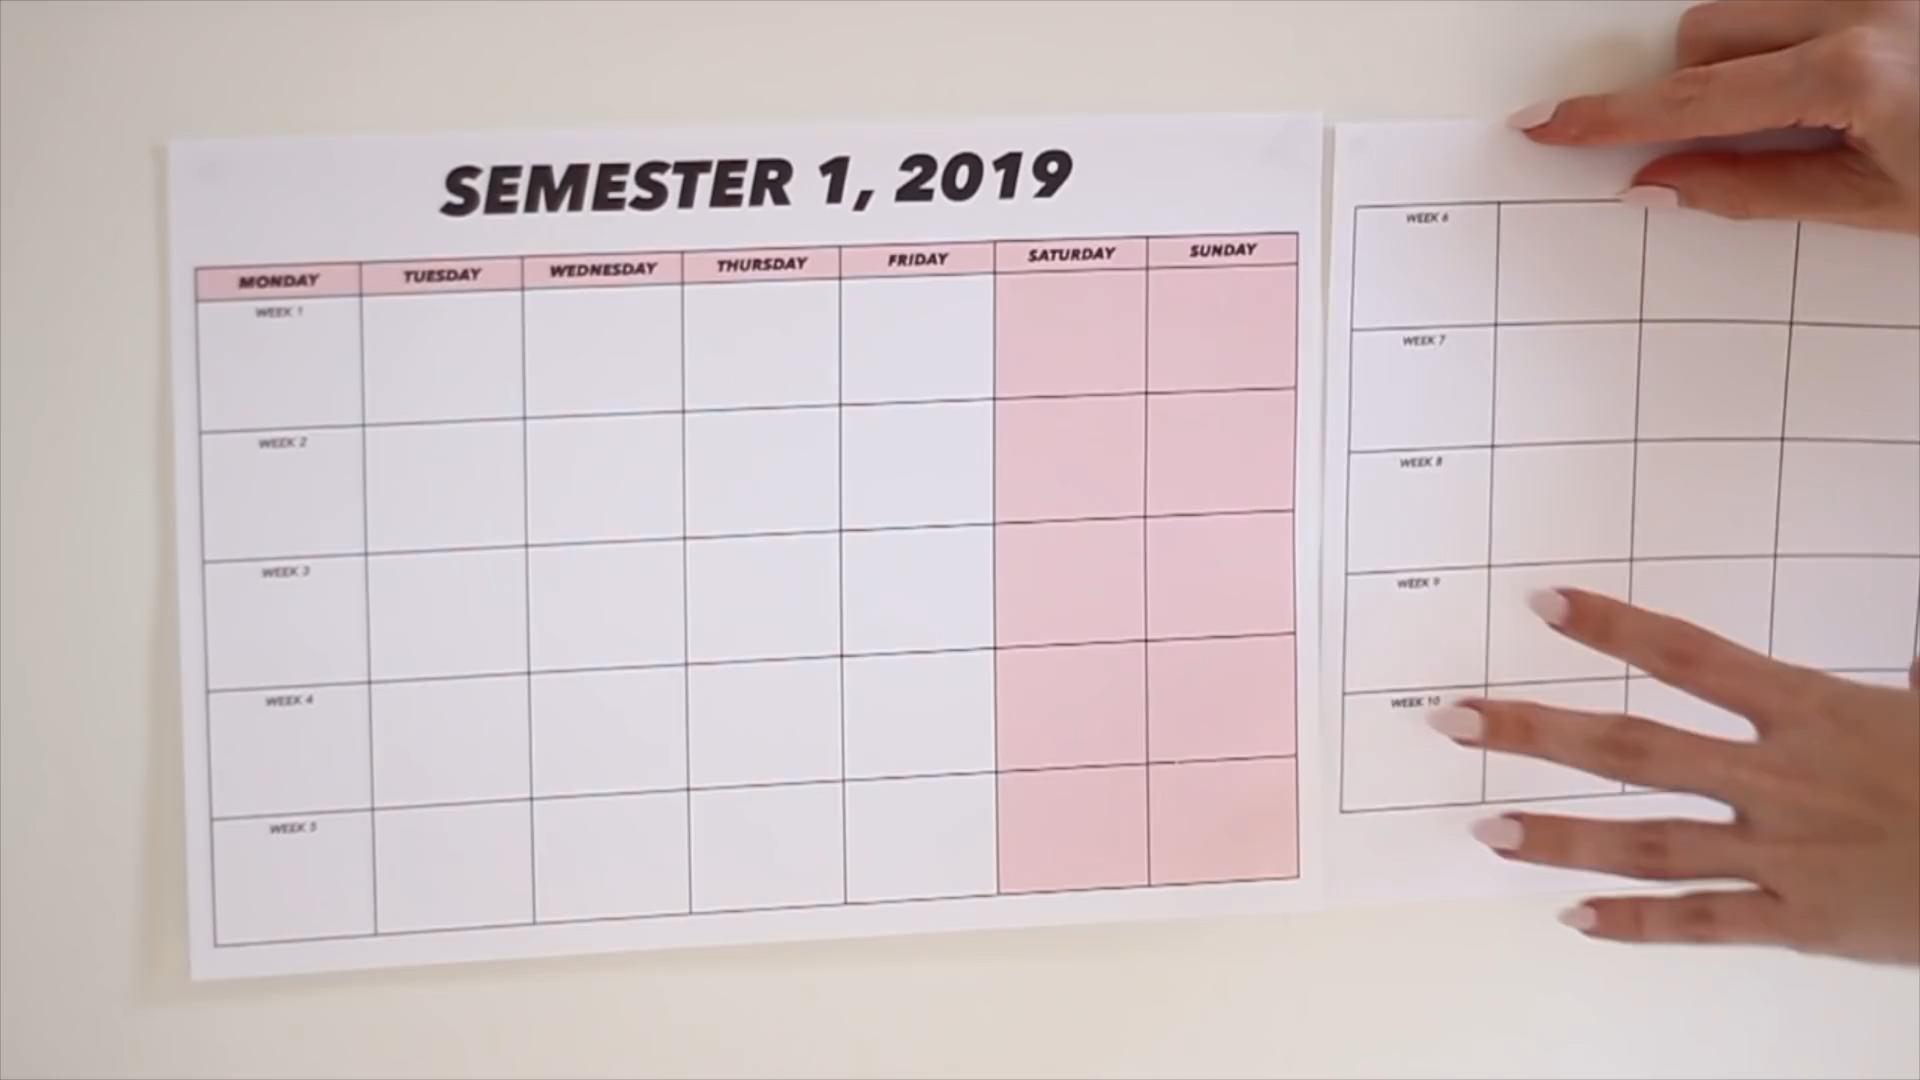 SEMESTER 1, 2019
MONDAY TUESDAY WEDNESDAY THURSDAY FRIDAY SATURDAY SUNDAY
WEEK 1
WEEK 2
WEEK 3
WEEK 4
WEEK 5
WEEK 6
WEEK 7
WEEK 8
WEEK 9
WEEK 10